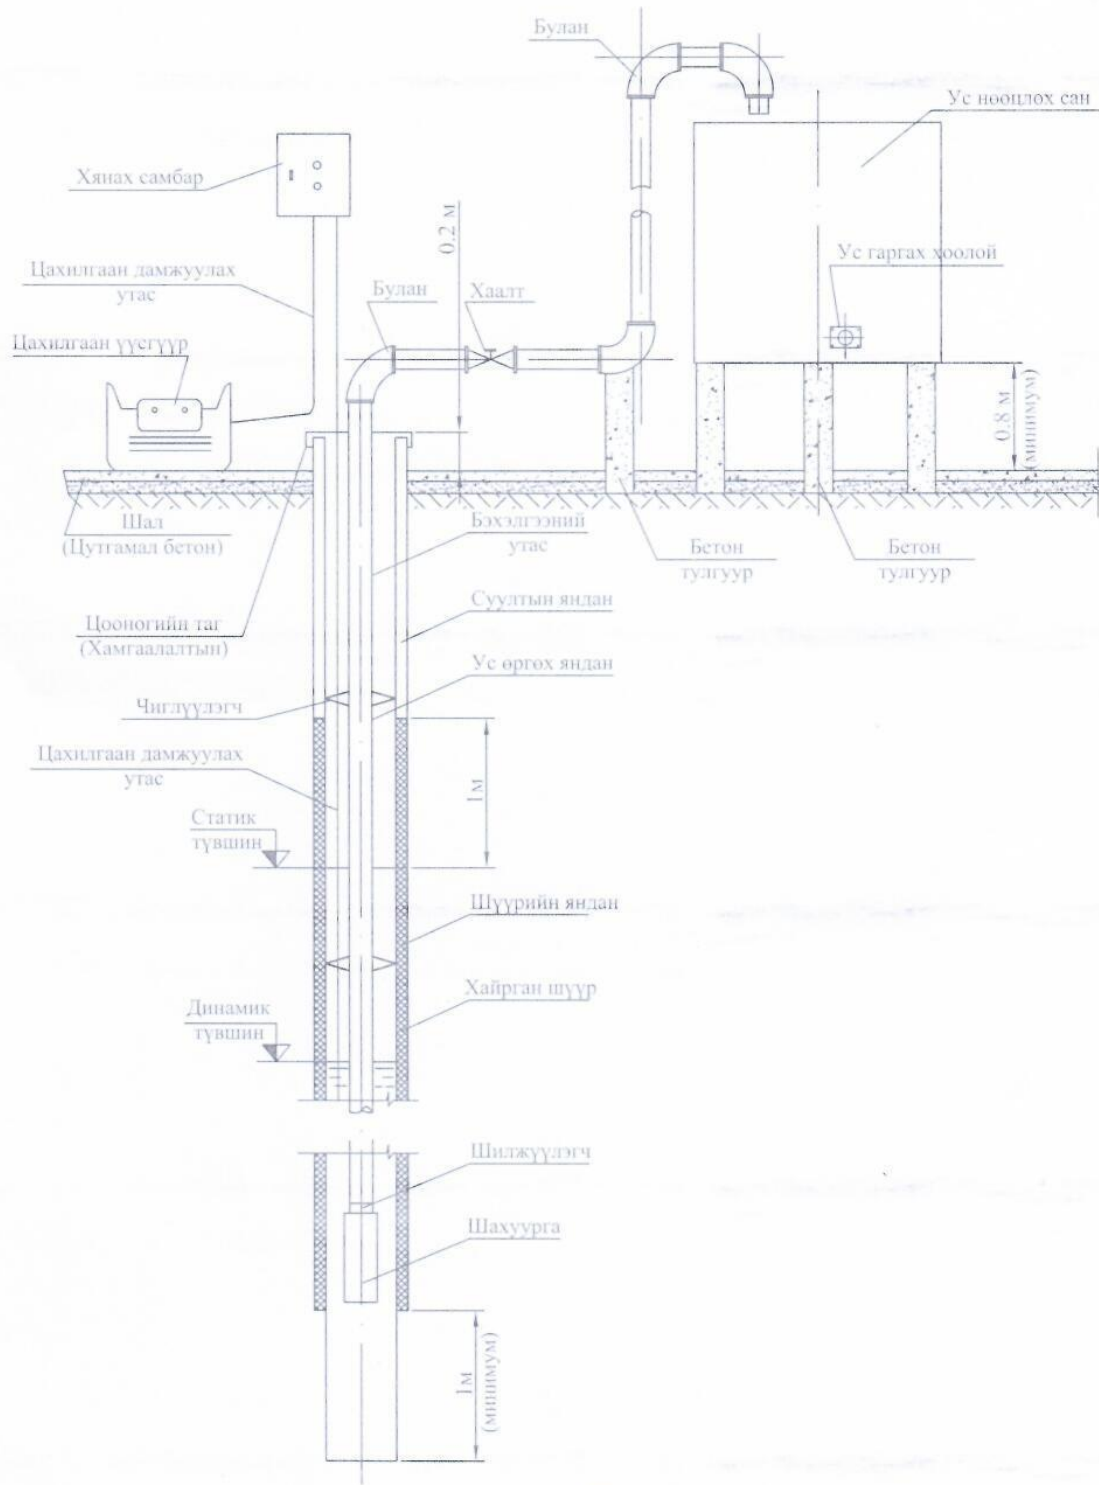 Булан
Ус нөөцлөх сан
Хянах самбар
0.2 м
Цахилгаан дамжуулах
утас
Булан
Хаалт
Ус гаргах хоолой
Цахилгаан үүсгүүр
0.8 м
(минимум)
Шал
(Цутгамал бетон)
Бэхэлгээний
утас
Бетон
тулгуур
Бетон
тулгуур
Цооногийн таг
(Хамгаалалтын)
Суултын яндан
Ус өргөх яндан
Чиглүүлэгч
Цахилгаан дамжуулах
утас
1м
Статик
түвшин
Шүүрийн яндан
Хайрган шүүр
Динамик
түвшин
Шилжүүлэгч
Шахуурга
1м
(минимум)